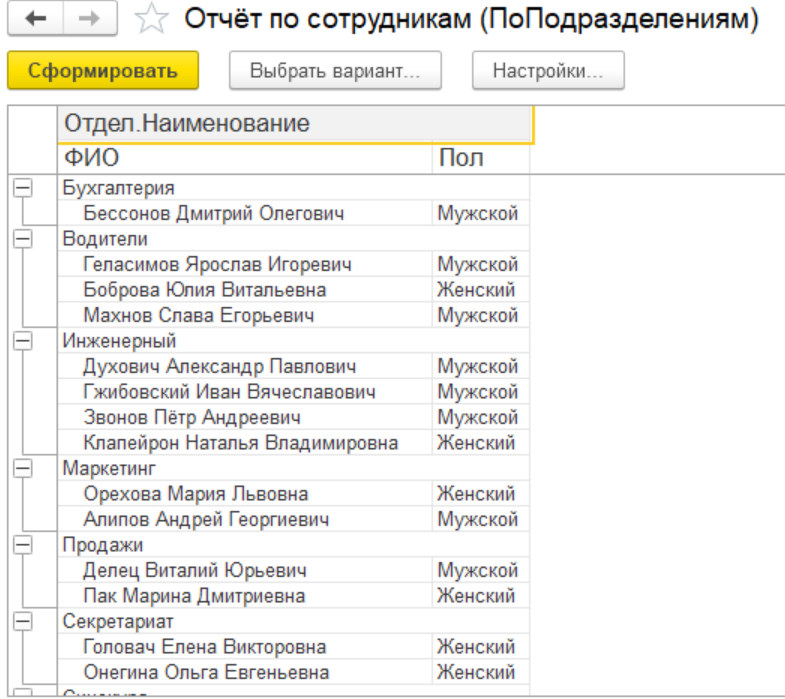 Отчёт по сотрудникам (ПоПодразделениям)
Сформировать Выбрать вариант... Настройки...
Отдел.Наименование
ФИО Пол
Бухгалтерия
Бессонов Дмитрий Олегович Мужской
Водители
Геласимов Ярослав Игоревич Мужской
Боброва Юлия Витальевна Женский
Махнов Слава Егорьевич Мужской
Инженерный
Духович Александр Павлович Мужской
Гжибовский Иван Вячеславович Мужской
Звонов Пётр Андреевич Мужской
Клапейрон Наталья Владимировна Женский
Маркетинг
Орехова Мария Львовна Женский
Алипов Андрей Георгиевич Мужской
Продажи
Делец Виталий Юрьевич Мужской
Пак Марина Дмитриевна Женский
Секретариат
Головач Елена Викторовна Женский
Онегина Ольга Евгеньевна Женский